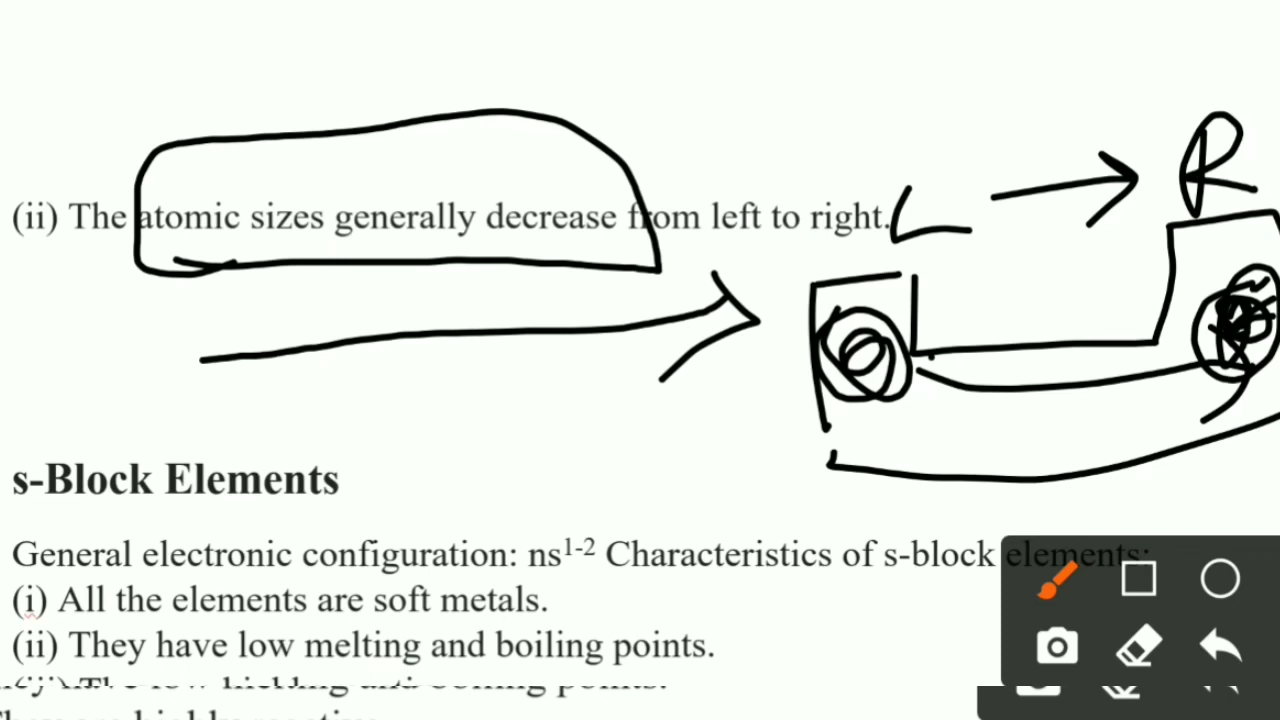 R
(ii) The atomic sizes generally decrease from left to right. L
s-Block Elements
General electronic configuration: ns1-2 Characteristics of s-block elements:
(i) All the elements are soft metals.
(ii) They have low melting and boiling points.